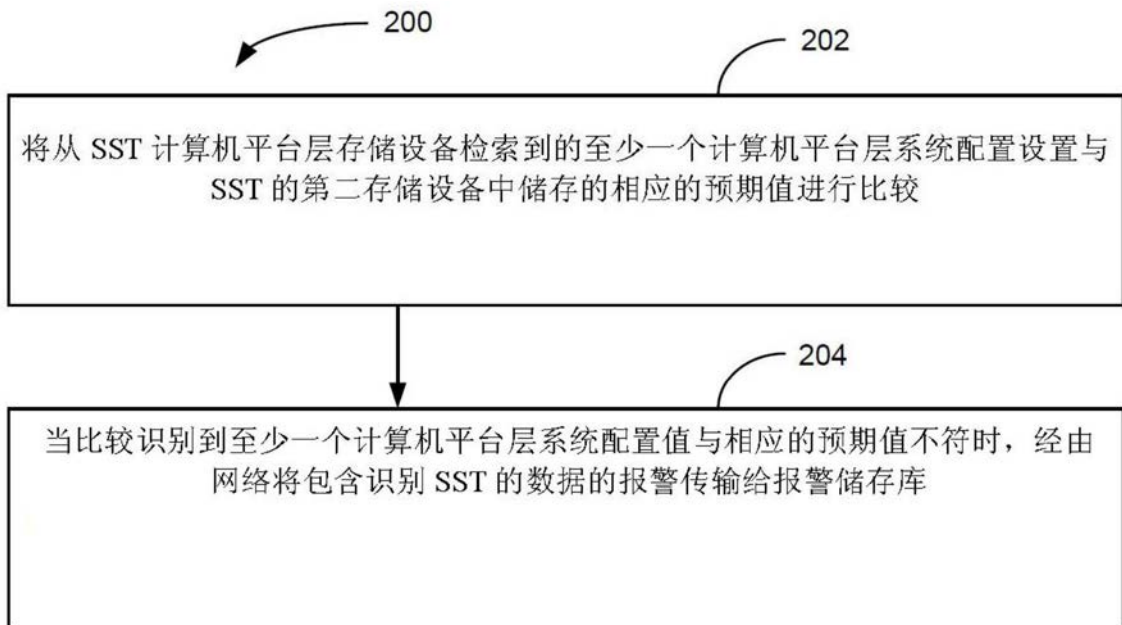 200
202
将从 SST 计算机平台层存储设备检索到的至少一个计算机平台层系统配置设置与
SST 的第二存储设备中储存的相应的预期值进行比较
204
当比较识别到至少一个计算机平台层系统配置值与相应的预期值不符时，经由
网络将包含识别 SST 的数据的报警传输给报警储存库